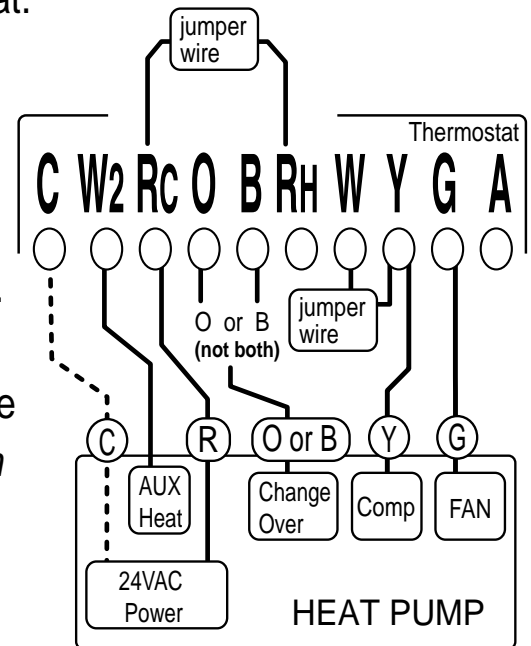 at.
jumper
wire
Thermostat
C W2 RC O B RH W Y G A
jumper
wire
O or B
(not both)
.
e
n
C R O or B Y G
AUX
Heat
Change
Over
Comp
FAN
24VAC
Power
HEAT PUMP